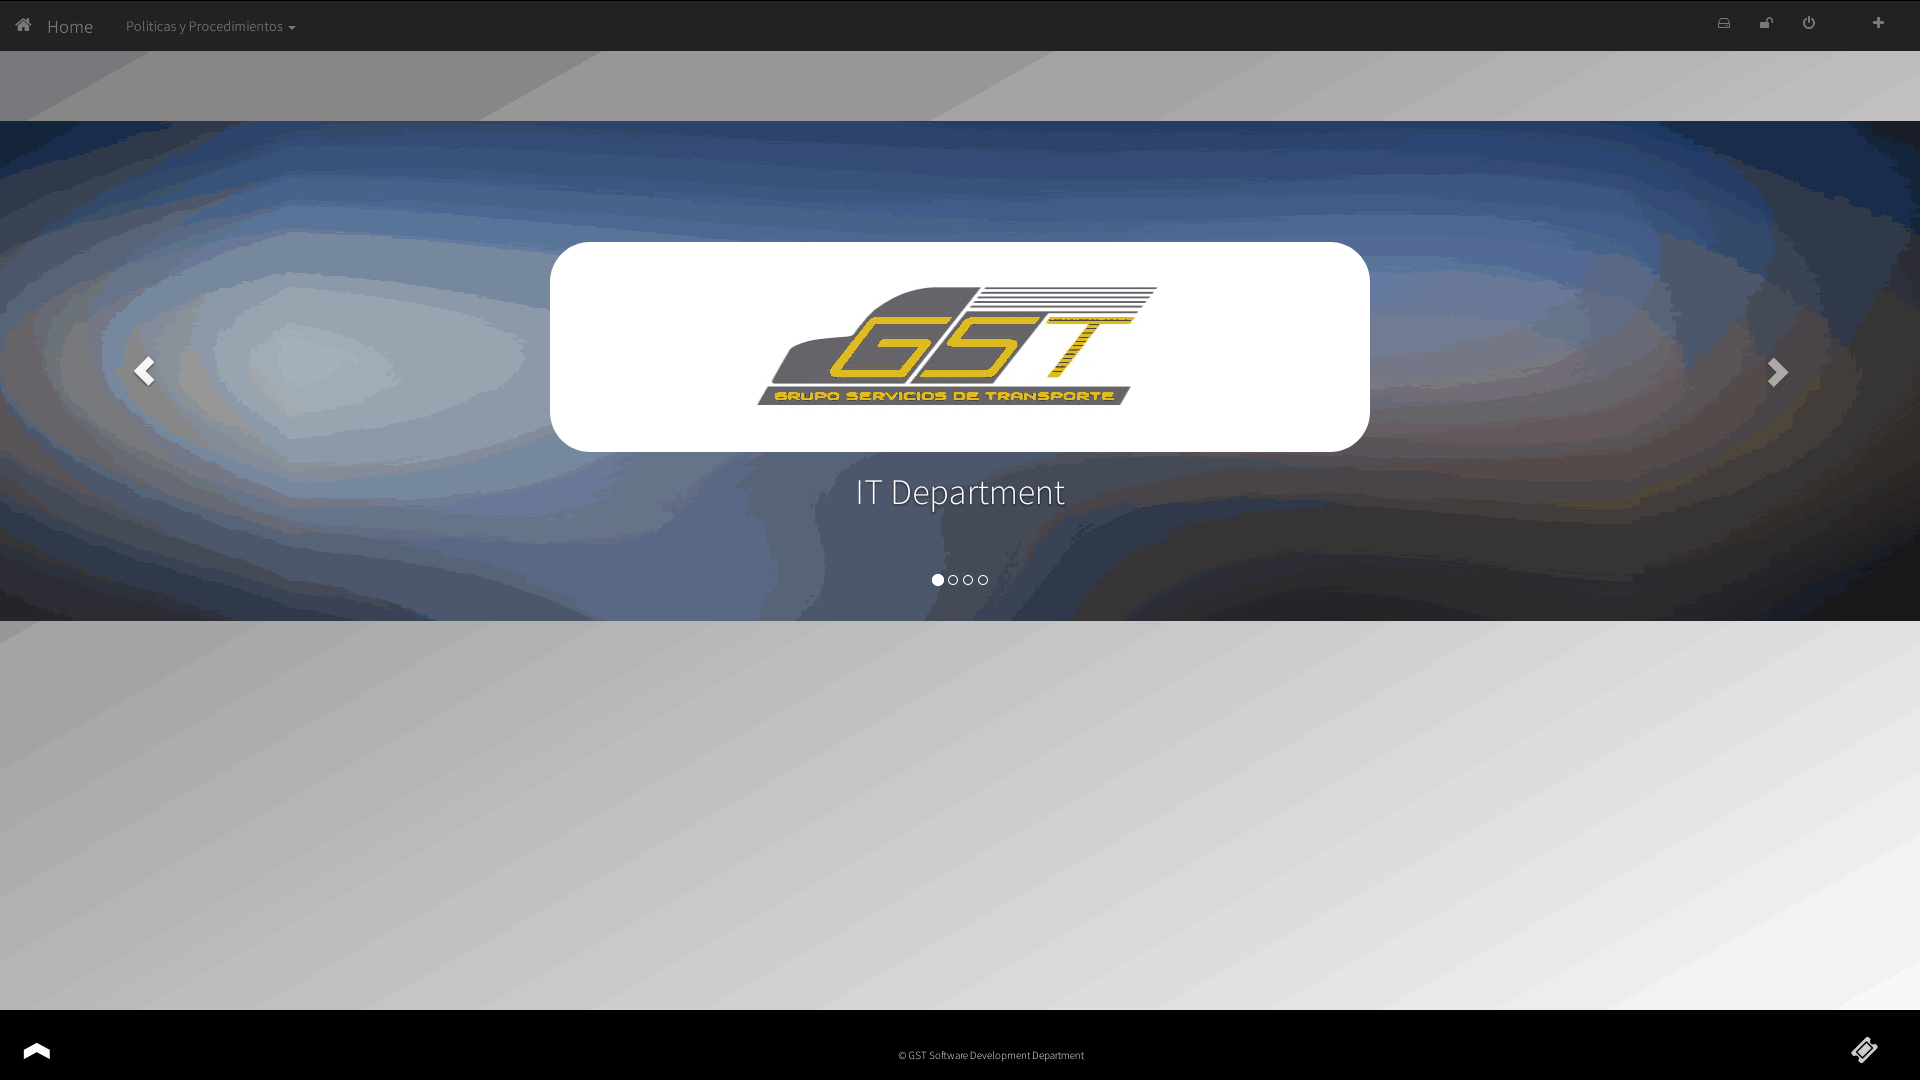 Home
Politicas y Procedimientos
GST
GRUPO SERVICIOS DE TRANSPORTE
IT Department
© GST Software Development Department